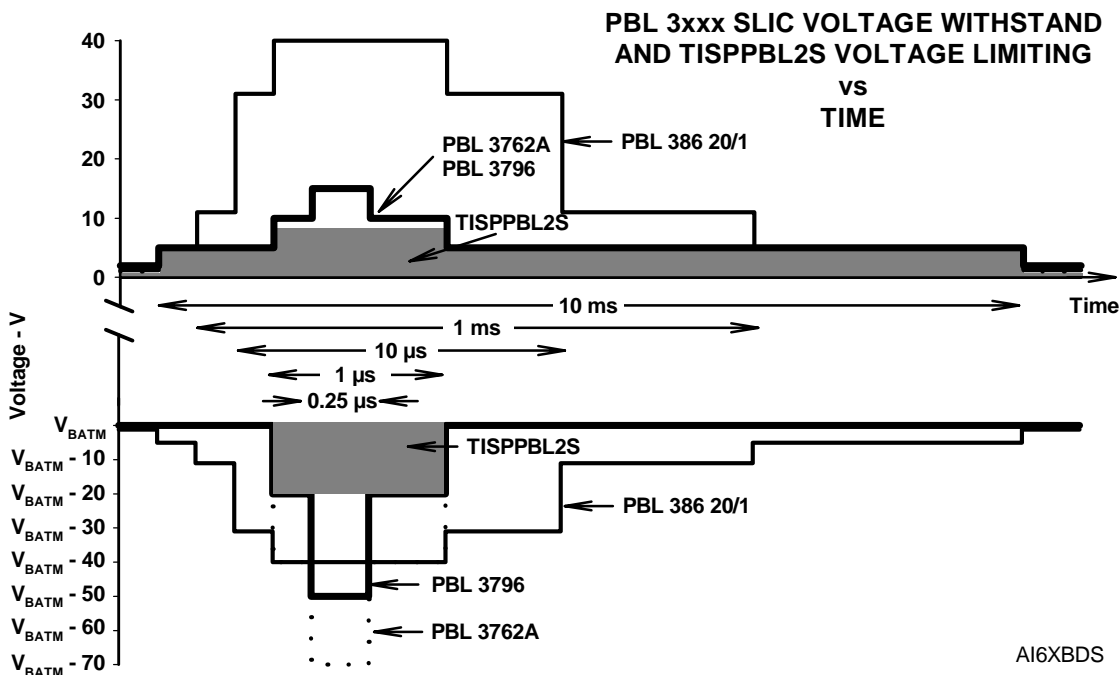 PBL 3xxx SLIC VOLTAGE WITHSTAND
AND TISPPBL2S VOLTAGE LIMITING
vs
TIME
40
30
20
10
0
PBL 3762A
PBL 3796
PBL 386 20/1
TISPPBL2S
Time
10 ms
1 ms
10 µs
1 µs
0.25 µs
Voltage - V
VBATM
VBATM - 10
VBATM - 20
VBATM - 30
VBATM - 40
VBATM - 50
VBATM - 60
VBATM - 70
TISPPBL2S
PBL 386 20/1
PBL 3796
PBL 3762A
AI6XBDS